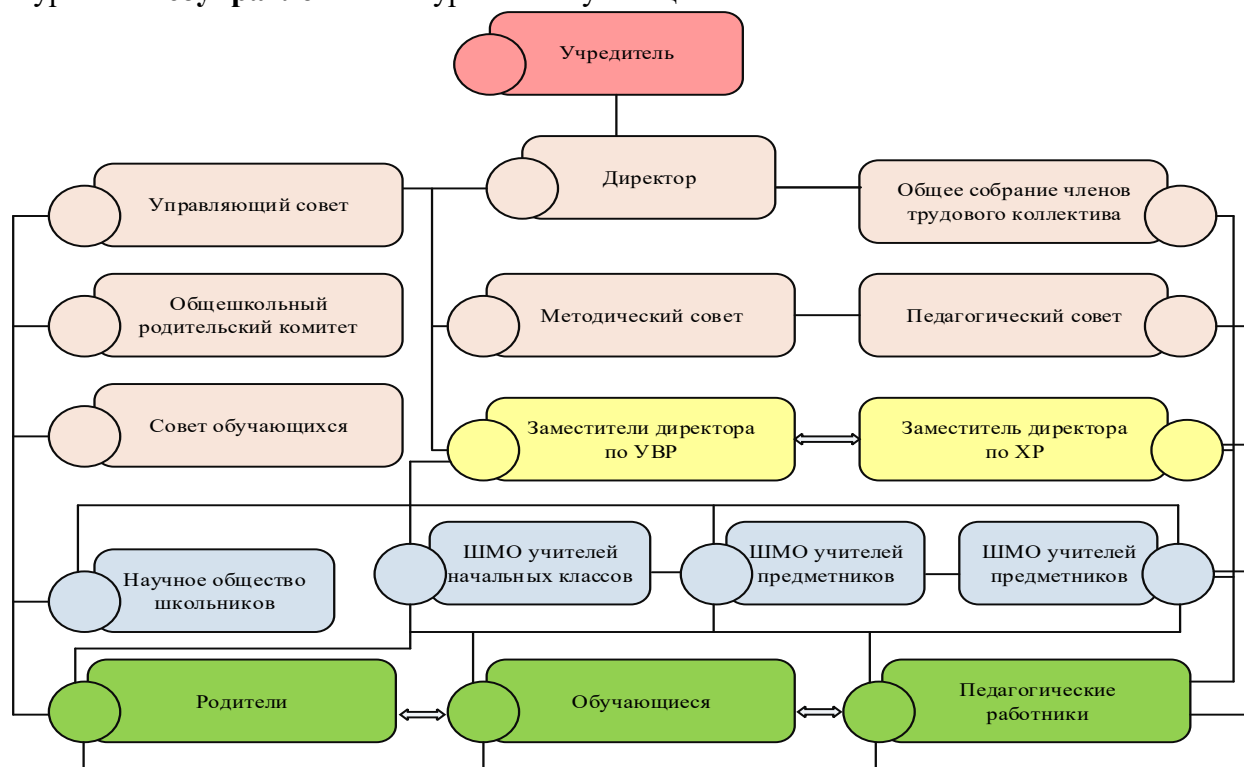 Учредитель
Директор
Управляющий совет
Общее собрание членов
трудового коллектива
Общешкольный
родительский комитет
Методический совет
Педагогический совет
Совет обучающихся
Заместители директора
по УВР
Заместитель директора
по ХР
Научное общество
школьников
ШМО учителей
начальных классов
ШМО учителей
предметников
ШМО учителей
предметников
Родители
Обучающиеся
Педагогические
работники